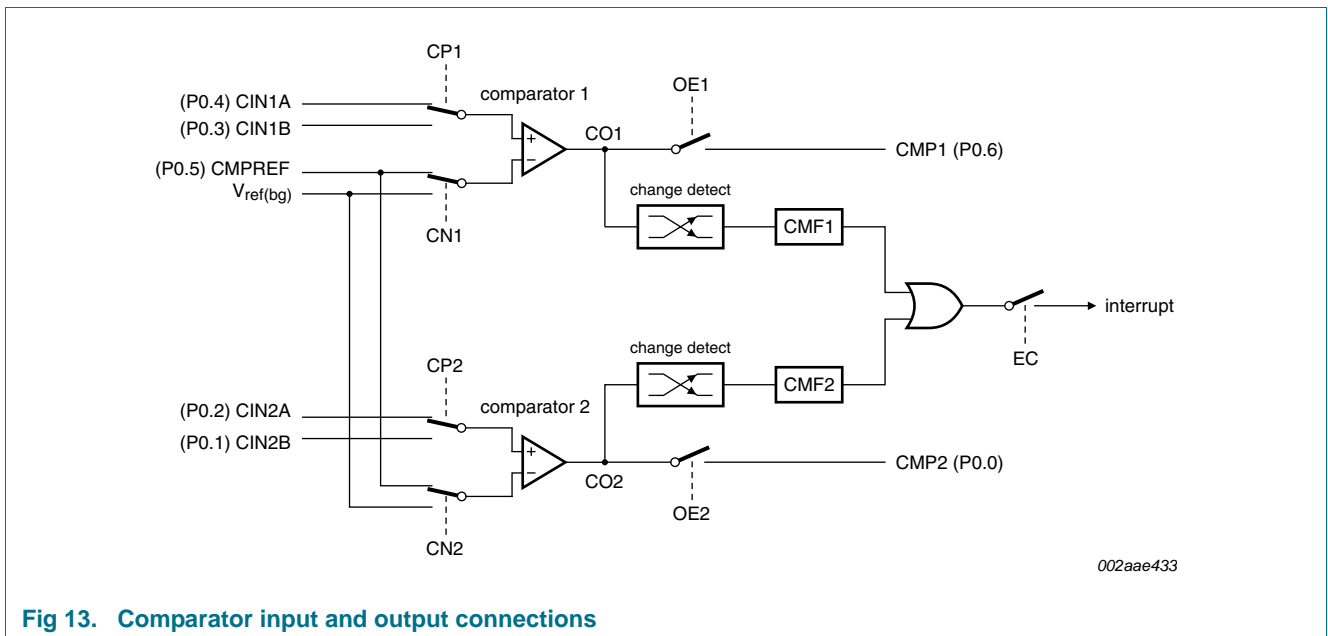 CP1
(P0.4) CIN1A
(P0.3) CIN1B
comparator 1
OE1
CO1
CMP1 (P0.6)
(P0.5) CMPREF
Vref(bg)
CN1
change detect
CMF1
interrupt
EC
CP2
change detect
CMF2
(P0.2) CIN2A
(P0.1) CIN2B
comparator 2
CO2
CMP2 (P0.0)
OE2
CN2
+
−
+
−
002aae433
Fig 13. Comparator input and output connections